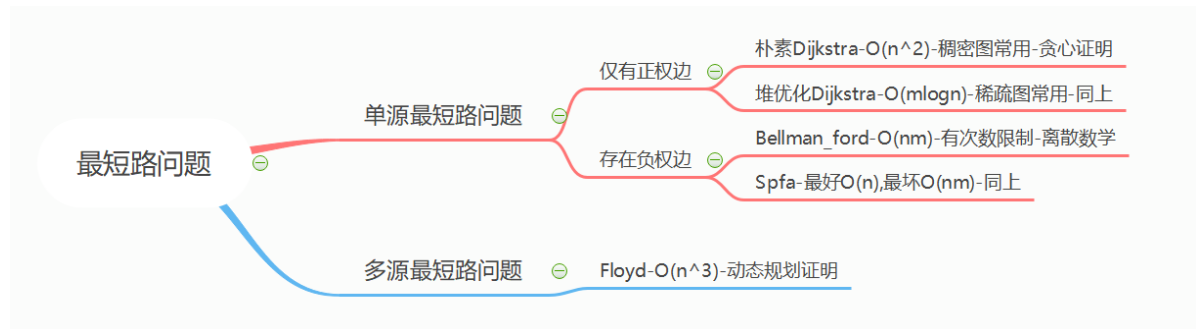 最短路问题
单源最短路问题
仅有正权边
朴素Dijkstra-O(n^2)-稠密图常用-贪心证明
堆优化Dijkstra-O(mlogn)-稀疏图常用-同上
存在负权边
Bellman_ford-O(nm)-有次数限制-离散数学
Spfa-最好O(n),最坏O(nm)-同上
多源最短路问题
Floyd-O(n^3)-动态规划证明